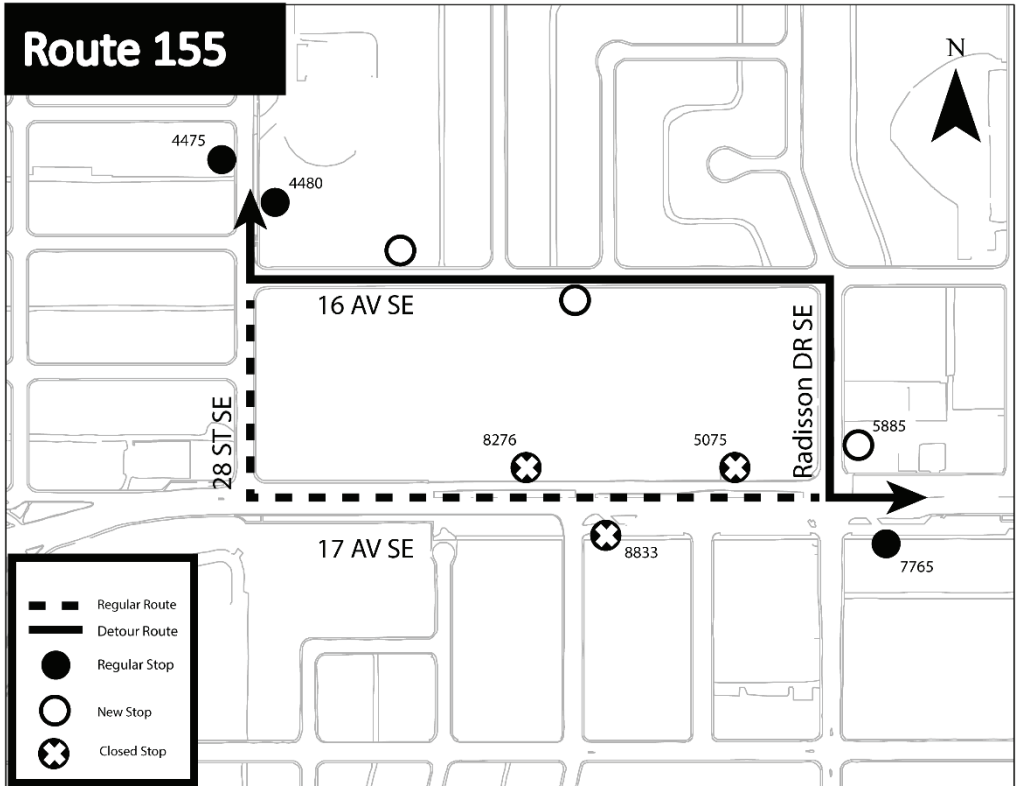 Route 155
N
4475
4480
16 AV SE
Radisson DR SE
28 ST SE
5885
8276
5075
17 AV SE
8833
7765
Regular Route
Detour Route
Regular Stop
New Stop
Closed Stop